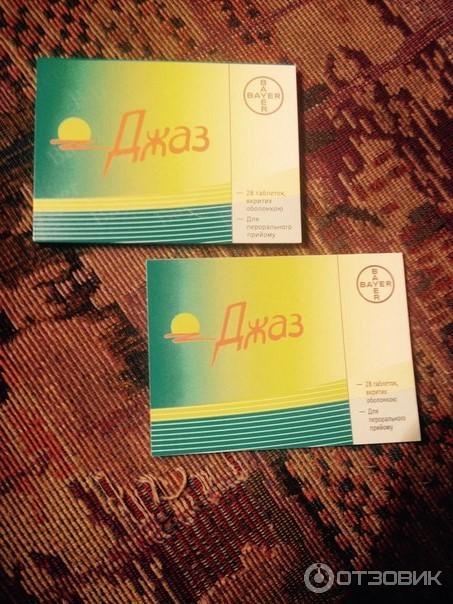 Джаз
BAYER
BAYER
— 28 таблеток,
вкритих
оболонкою
— Для
перорального
прийому
Джаз
BAYER
BAYER
— 28 таблеток,
вкритих
оболонкою
— Для
перорального
прийому
ОТЗОВИК